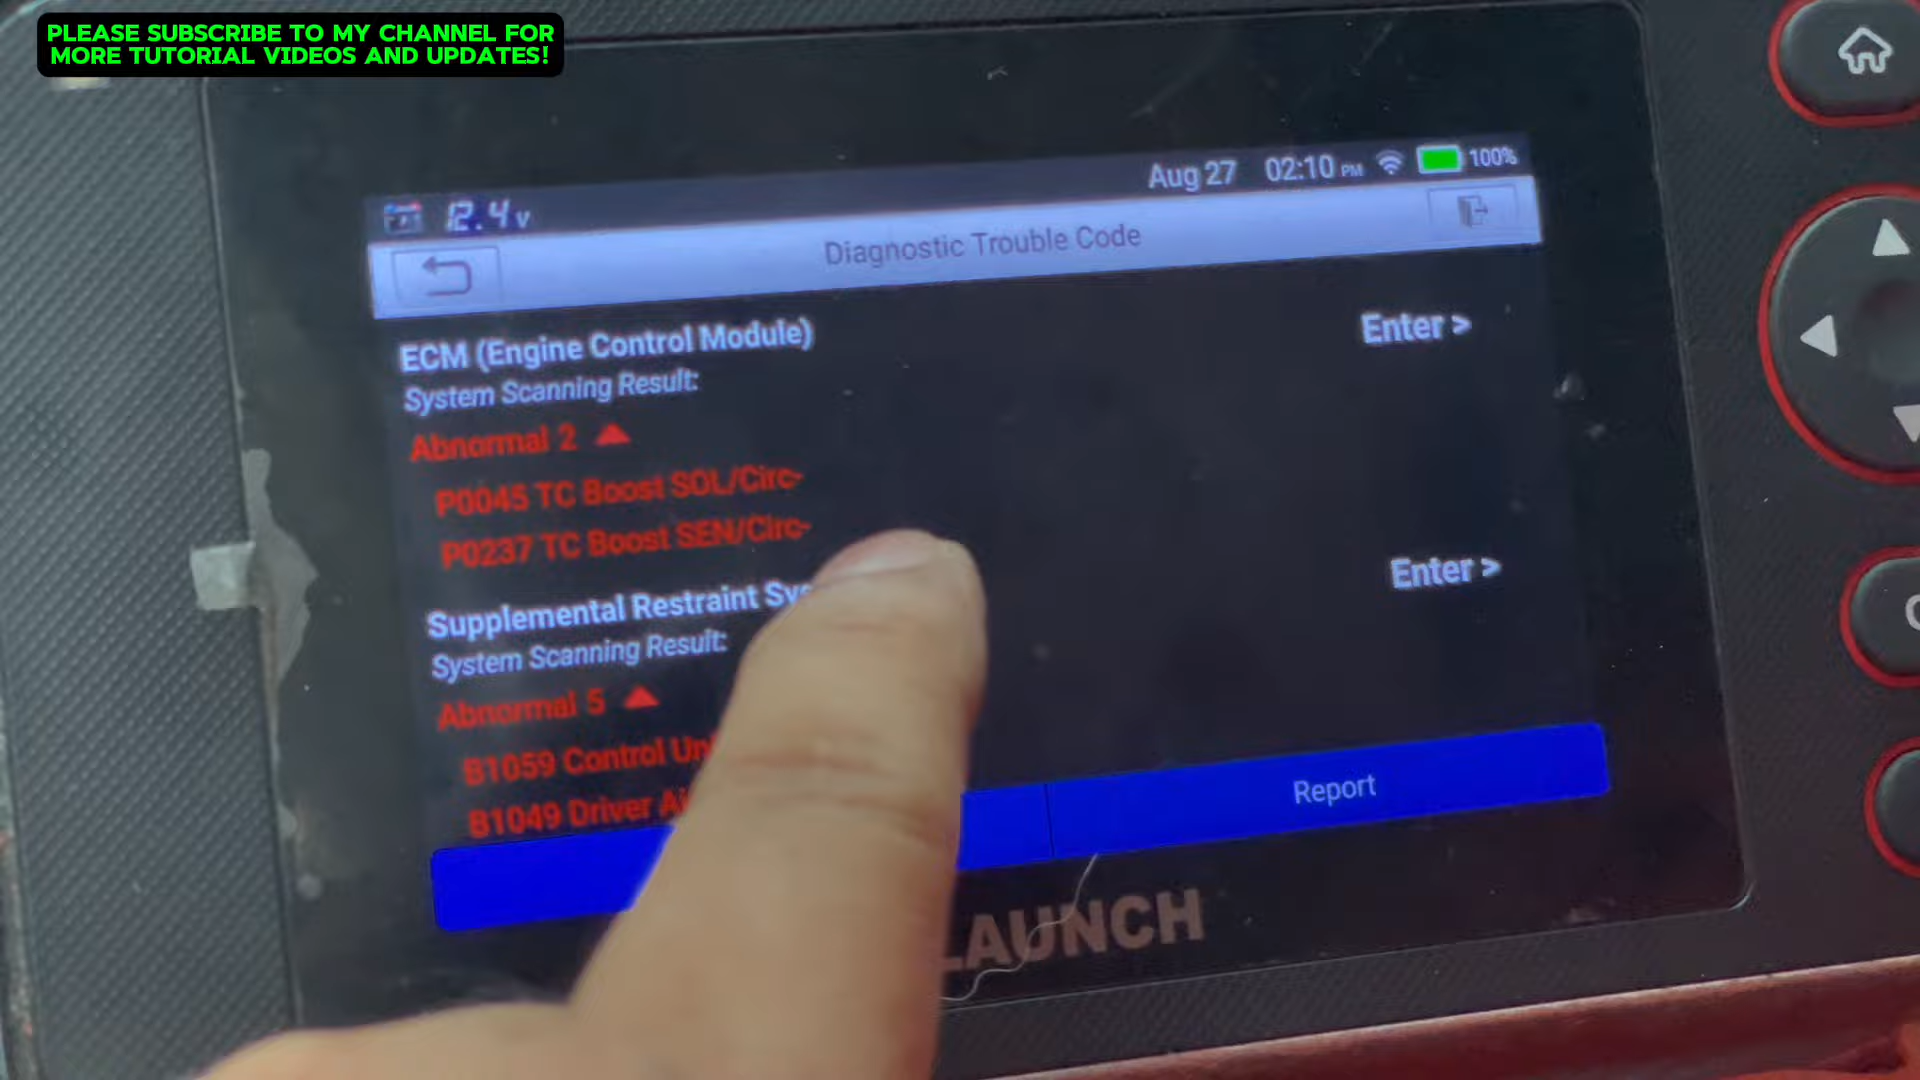 PLEASE SUBSCRIBE TO MY CHANNEL FOR
MORE TUTORIAL VIDEOS AND UPDATES!
12.4 v
Aug 27 02:10 PM 100%
Diagnostic Trouble Code
ECM (Engine Control Module)
Enter >
System Scanning Result:
Abnormal 2
P0045 TC Boost SOL/Circ-
P0237 TC Boost SEN/Circ-
Supplemental Restraint
Enter >
System Scanning Result:
Abnormal 5
B1059 Control
B1049 Driver
Report
LAUNCH